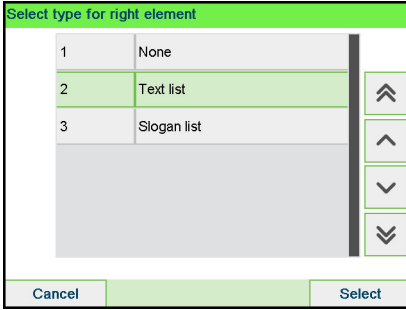 Select type for right element
1 None
2 Text list
3 Slogan list
Cancel Select